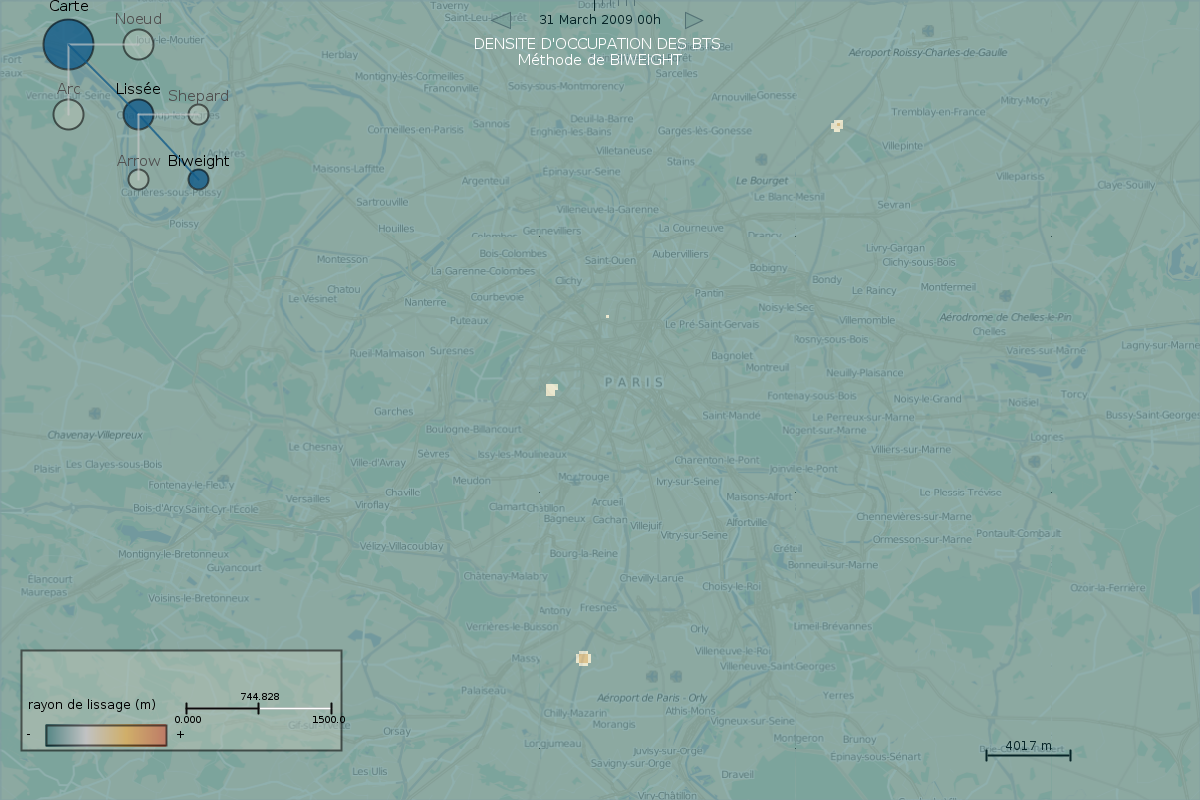 Carte
Noeud
31 March 2009 00h
DENSITE D'OCCUPATION DES BTS
Méthode de BIWEIGHT
Arc
Lissée
Shepard
Arrow
Biweight
Taverny
Herblay
Montigny-lès-Cormeilles
Franconville
Soisy-sous-Montmorency
Sarcelles
Aéroport Roissy-Charles-de-Gaulle
Arnouville
Gonesse
Mitry-Mory
Tremblay-en-France
Cormeilles-en-Parisis
Sannois
Deuil-la-Barre
Enghien-les-Bains
Garges-lès-Gonesse
Villetaneuse
Villepinte
Stains
Maisons-Laffitte
Épinay-sur-Seine
Argenteuil
Le Bourget
Villeparisis
Claye-Souilly
Carrières-sous-Poissy
Sartrouville
Le Blanc Mesnil
Sevran
Villeneuve-la-Garenne
Poissy
Houilles
Gennevilliers
La Courneuve
Colombes
Drancy
Livry-Gargan
Montesson
Bois-Colombes
Saint-Ouen
Aubervilliers
Clichy-sous-Bois
La Garenne-Colombes
Bobigny
Clichy
Bondy
Chatou
Le Vésinet
Courbevoie
Pantin
Le Raincy
Montfermeil
Nanterre
Noisy-le-Sec
Puteaux
Le Pré-Saint-Gervais
Villemomble
Aérodrome de Chelles-le-Pin
Chelles
Rosny-sous-Bois
Rueil-Malmaison
Suresnes
Bagnolet
Vaires-sur-Marne
Lagny-sur-Marne
Montreuil
Neuilly-Plaisance
PARIS
Fontenay-sous-Bois
Noisy-le-Grand
Noisiel
Torcy
Garches
Saint-Mandé
Le Perreux-sur-Marne
Bussy-Saint-Georges
Chavenay Villepreux
Boulogne-Billancourt
Nogent-sur-Marne
Logres
Le Chesnay
Sèvres
Issy-les-Moulineaux
Villiers-sur-Marne
Plaisir
Les Clayes-sous-Bois
Ville-d'Avray
Charenton-le-Pont
Joinville-le-Pont
Fontenay-le-Fleury
Meudon
Montrouge
Ivry-sur-Seine
Chaville
Versailles
Viroflay
Maisons-Alfort
Le Plessis-Trévise
Bois-d'Arcy
Saint-Cyr-l'École
Clamart
Châtillon
Arcueil
Bagneux
Cachan
Villejuif
Alfortville
Chennevières-sur-Marne
Vitry-sur-Seine
Pontault-Combault
Ormesson-sur-Marne
Vélizy-Villacoublay
Créteil
Montigny-le-Bretonneux
Bourg-la-Reine
Bonneuil-sur-Marne
Guyancourt
Élancourt
Maurepas
Châtenay-Malabry
Chevilly-Larue
Choisy-le-Roi
Ozoir-la-Ferrière
Voisins-le-Bretonneux
Antony
Fresnes
Verrières-le-Buisson
Orly
Limeil-Brévannes
Massy
Villeneuve-le-Roi
Villeneuve-Saint-Georges
Palaiseau
Aéroport de Paris - Orly
Yerres
Chilly Mazarin
Athis-Mons
Morangis
Vigneux-sur-Seine
Orsay
Longjumeau
Montgeron
Brunoy
Juvisy-sur-Orge
Épinay-sous-Sénart
Savigny-sur-Orge
Les Ulis
Draveil
Viry-Châtillon
rayon de lissage (m)
744.828
0.000
1500.0
-
+
4017 m